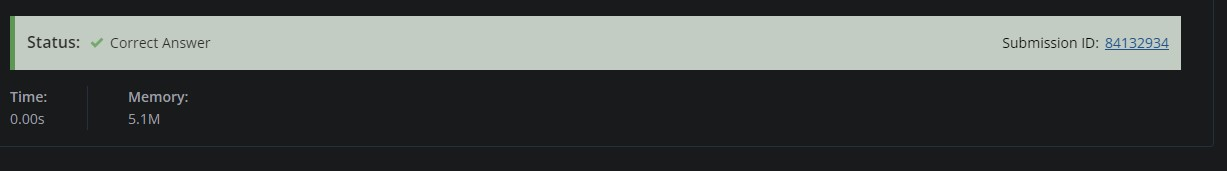 Status: ✔ Correct Answer Submission ID: 84132934
Time: Memory:
0.00s 5.1M